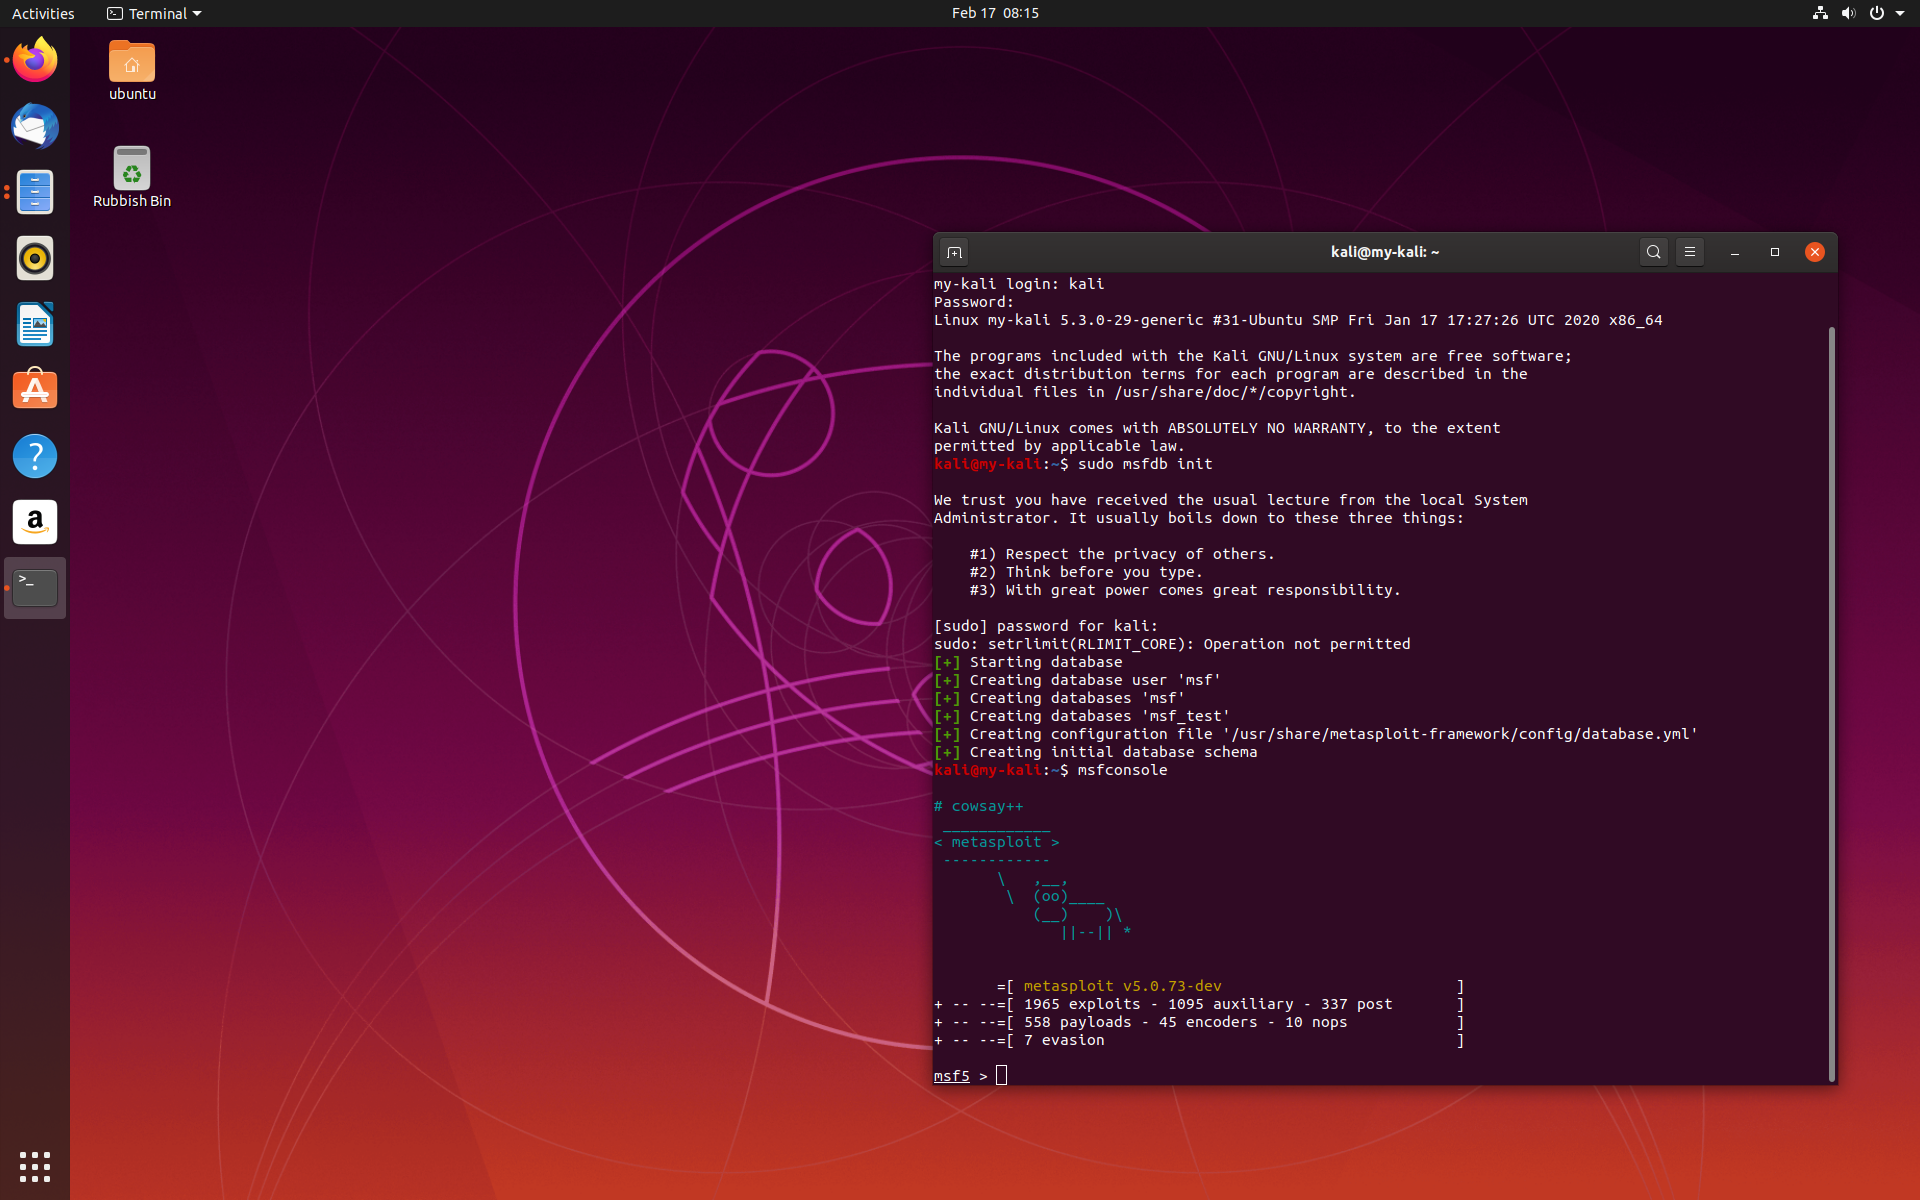 Activities
Terminal
Feb 17  08:15
ubuntu
Rubbish Bin
kali@my-kali: ~
my-kali login: kali
Password:
Linux my-kali 5.3.0-29-generic #31-Ubuntu SMP Fri Jan 17 17:27:26 UTC 2020 x86_64
The programs included with the Kali GNU/Linux system are free software;
the exact distribution terms for each program are described in the
individual files in /usr/share/doc/*/copyright.
Kali GNU/Linux comes with ABSOLUTELY NO WARRANTY, to the extent
permitted by applicable law.
kali@my-kali:~$ sudo msfdb init
We trust you have received the usual lecture from the local System
Administrator. It usually boils down to these three things:
    #1) Respect the privacy of others.
    #2) Think before you type.
    #3) With great power comes great responsibility.
[sudo] password for kali:
sudo: setrlimit(RLIMIT_CORE): Operation not permitted
[+] Starting database
[+] Creating database user 'msf'
[+] Creating databases 'msf'
[+] Creating databases 'msf_test'
[+] Creating configuration file '/usr/share/metasploit-framework/config/database.yml'
[+] Creating initial database schema
kali@my-kali:~$ msfconsole
# cowsay++
 ____________
< metasploit >
 ------------
       \   ,__,
        \  (oo)____
           (__)    )\
              ||--|| *
       =[ metasploit v5.0.73-dev                          ]
+ -- --=[ 1965 exploits - 1095 auxiliary - 337 post       ]
+ -- --=[ 558 payloads - 45 encoders - 10 nops            ]
+ -- --=[ 7 evasion                                       ]
msf5 >